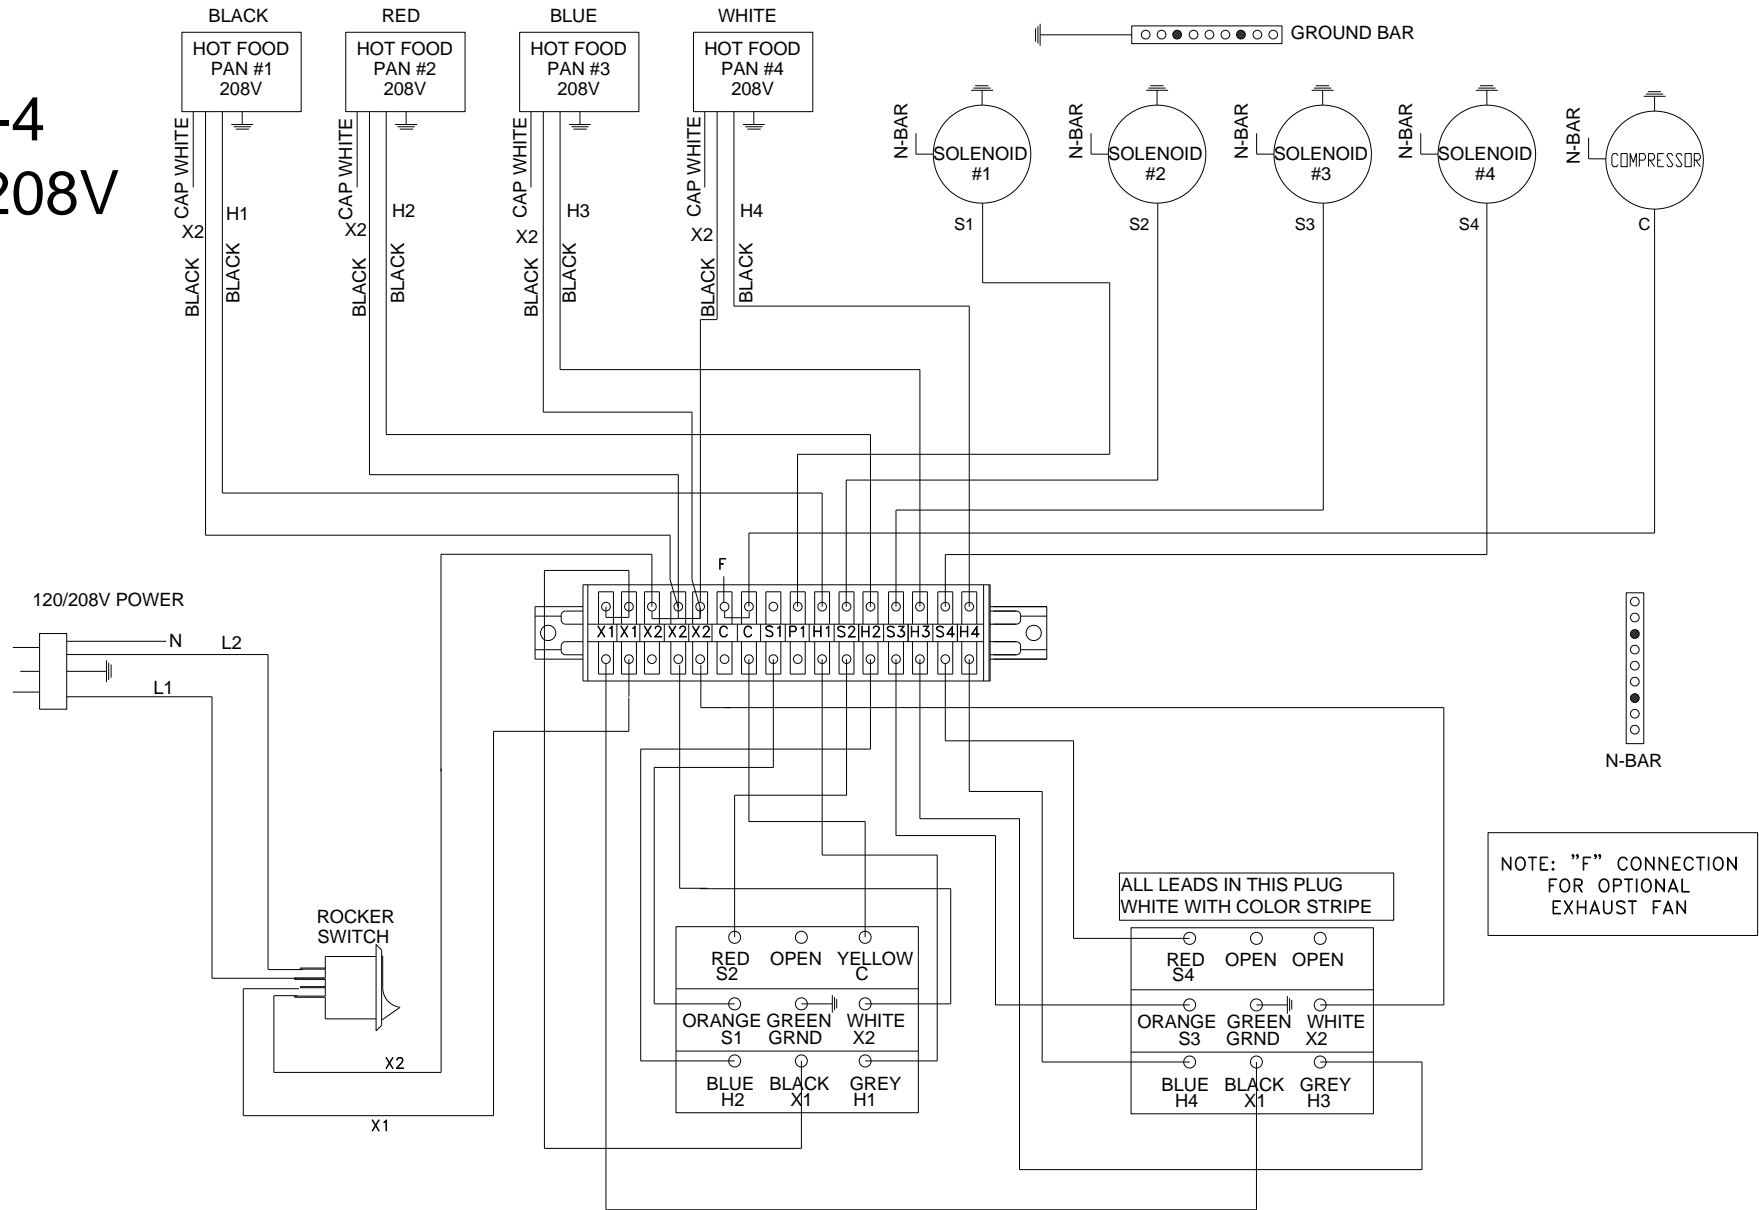 BLACK
RED
BLUE
WHITE
HOT FOOD
PAN #1
208V
HOT FOOD
PAN #2
208V
HOT FOOD
PAN #3
208V
HOT FOOD
PAN #4
208V
GROUND BAR
-4
208V
CAP WHITE
X2
H1
BLACK
BLACK
CAP WHITE
X2
H2
BLACK
BLACK
CAP WHITE
X2
H3
BLACK
BLACK
CAP WHITE
X2
H4
BLACK
BLACK
N-BAR
SOLENOID
#1
S1
N-BAR
SOLENOID
#2
S2
N-BAR
SOLENOID
#3
S3
N-BAR
SOLENOID
#4
S4
N-BAR
COMPRESSOR
C
F
X1 X1 X2 X2 X2 C C S1 P1 H1 S2 H2 S3 H3 S4 H4
120/208V POWER
N
L2
L1
N-BAR
ROCKER
SWITCH
X2
X1
NOTE: "F" CONNECTION
FOR OPTIONAL
EXHAUST FAN
ALL LEADS IN THIS PLUG
WHITE WITH COLOR STRIPE
RED OPEN YELLOW
S2 C
ORANGE GREEN WHITE
S1 GRND X2
BLUE BLACK GREY
H2 X1 H1
RED OPEN OPEN
S4
ORANGE GREEN WHITE
S3 GRND X2
BLUE BLACK GREY
H4 X1 H3